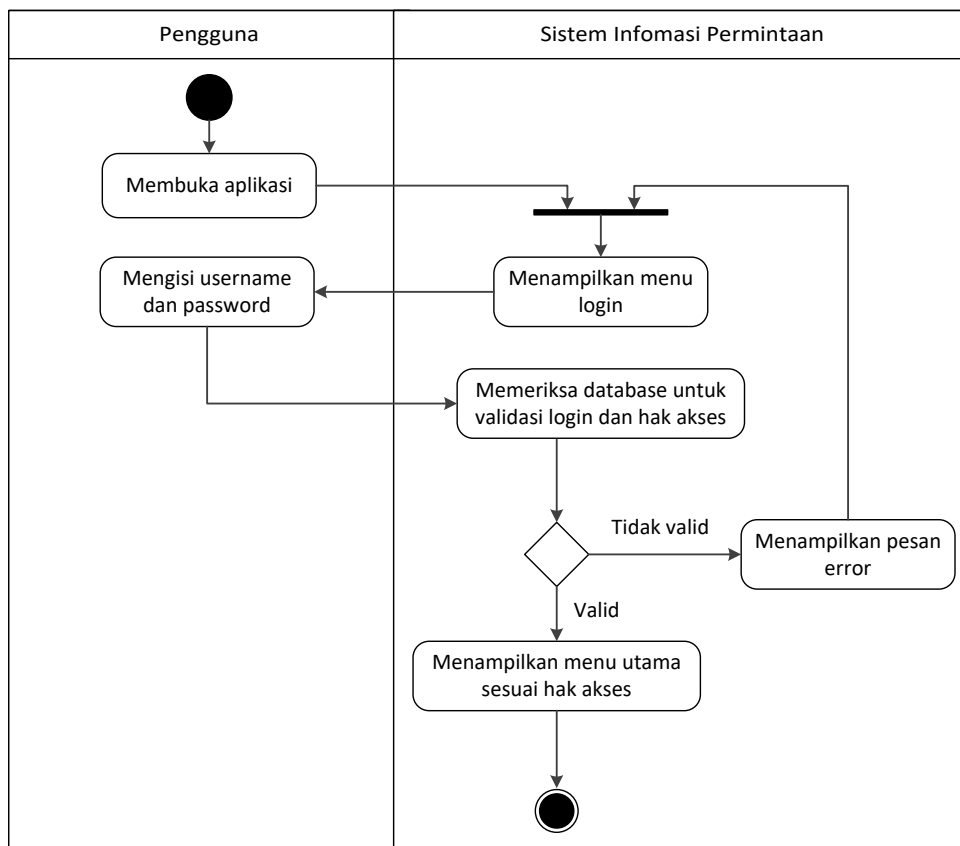 Pengguna
Sistem Infomasi Permintaan
Membuka aplikasi
Mengisi username
dan password
Menampilkan menu
login
Memeriksa database untuk
validasi login dan hak akses
Tidak valid
Menampilkan pesan
error
Valid
Menampilkan menu utama
sesuai hak akses